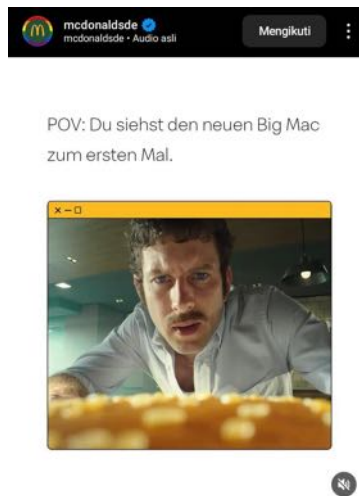 mcdonaldsde
mcdonaldsde • Audio asli
Mengikuti
POV: Du siehst den neuen Big Mac
zum ersten Mal.